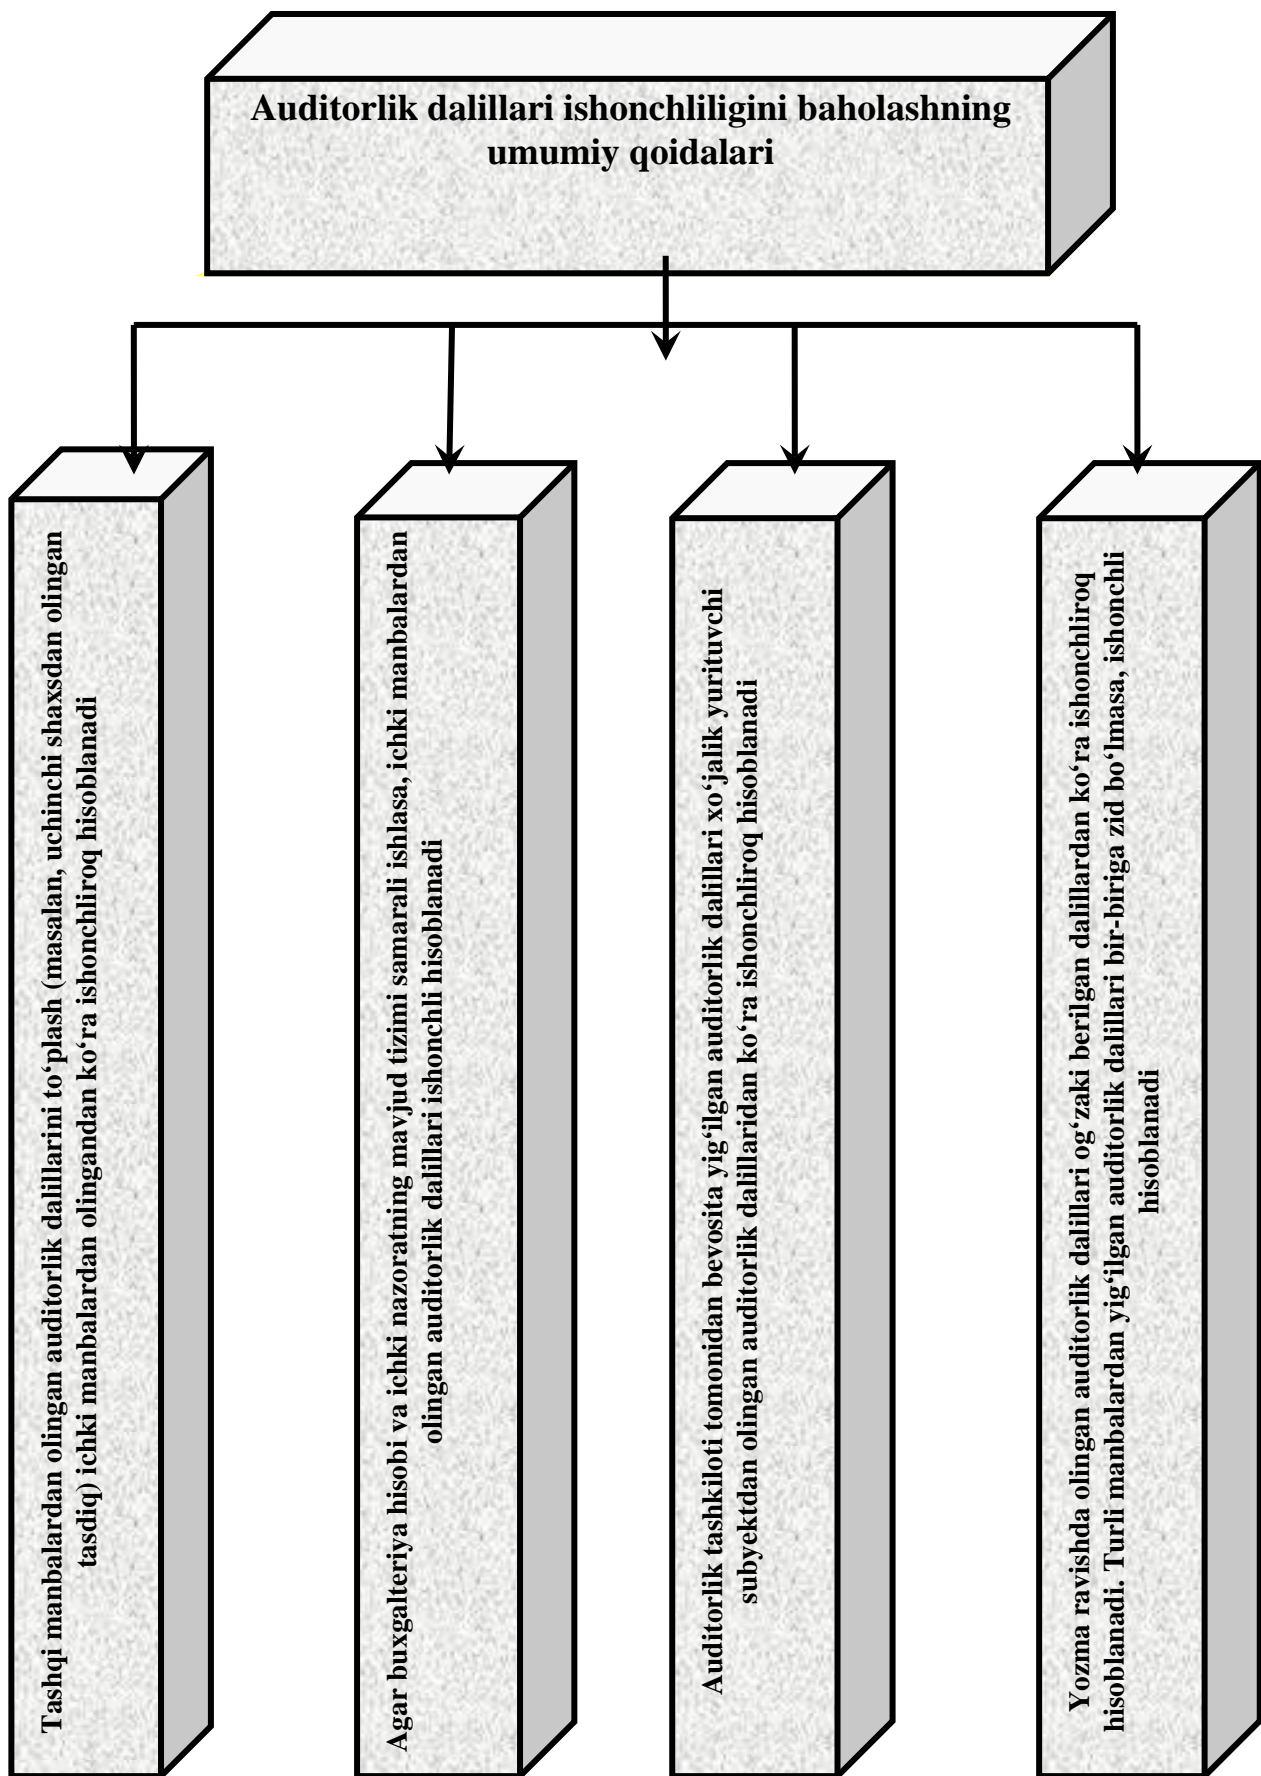 Auditorlik dalillari ishonchliligini baholashning
umumiy qoidalari
Tashqi manbalardan olingan auditorlik dalillarini to‘plash (masalan, uchinchi shaxsdan olingan
tasdiq) ichki manbalardan olingandan ko‘ra ishonchliroq hisoblanadi
Agar buxgalteriya hisobi va ichki nazoratning mavjud tizimi samarali ishlasa, ichki manbalardan
olingan auditorlik dalillari ishonchli hisoblanadi
Auditorlik tashkiloti tomonidan bevosita yig‘ilgan auditorlik dalillari xo‘jalik yurituvchi
subyektdan olingan auditorlik dalillaridan ko‘ra ishonchliroq hisoblanadi
Yozma ravishda olingan auditorlik dalillari og‘zaki berilgan dalillardan ko‘ra ishonchliroq
hisoblanadi. Turli manbalardan yig‘ilgan auditorlik dalillari bir-biriga zid bo‘lmasa, ishonchli
hisoblanadi